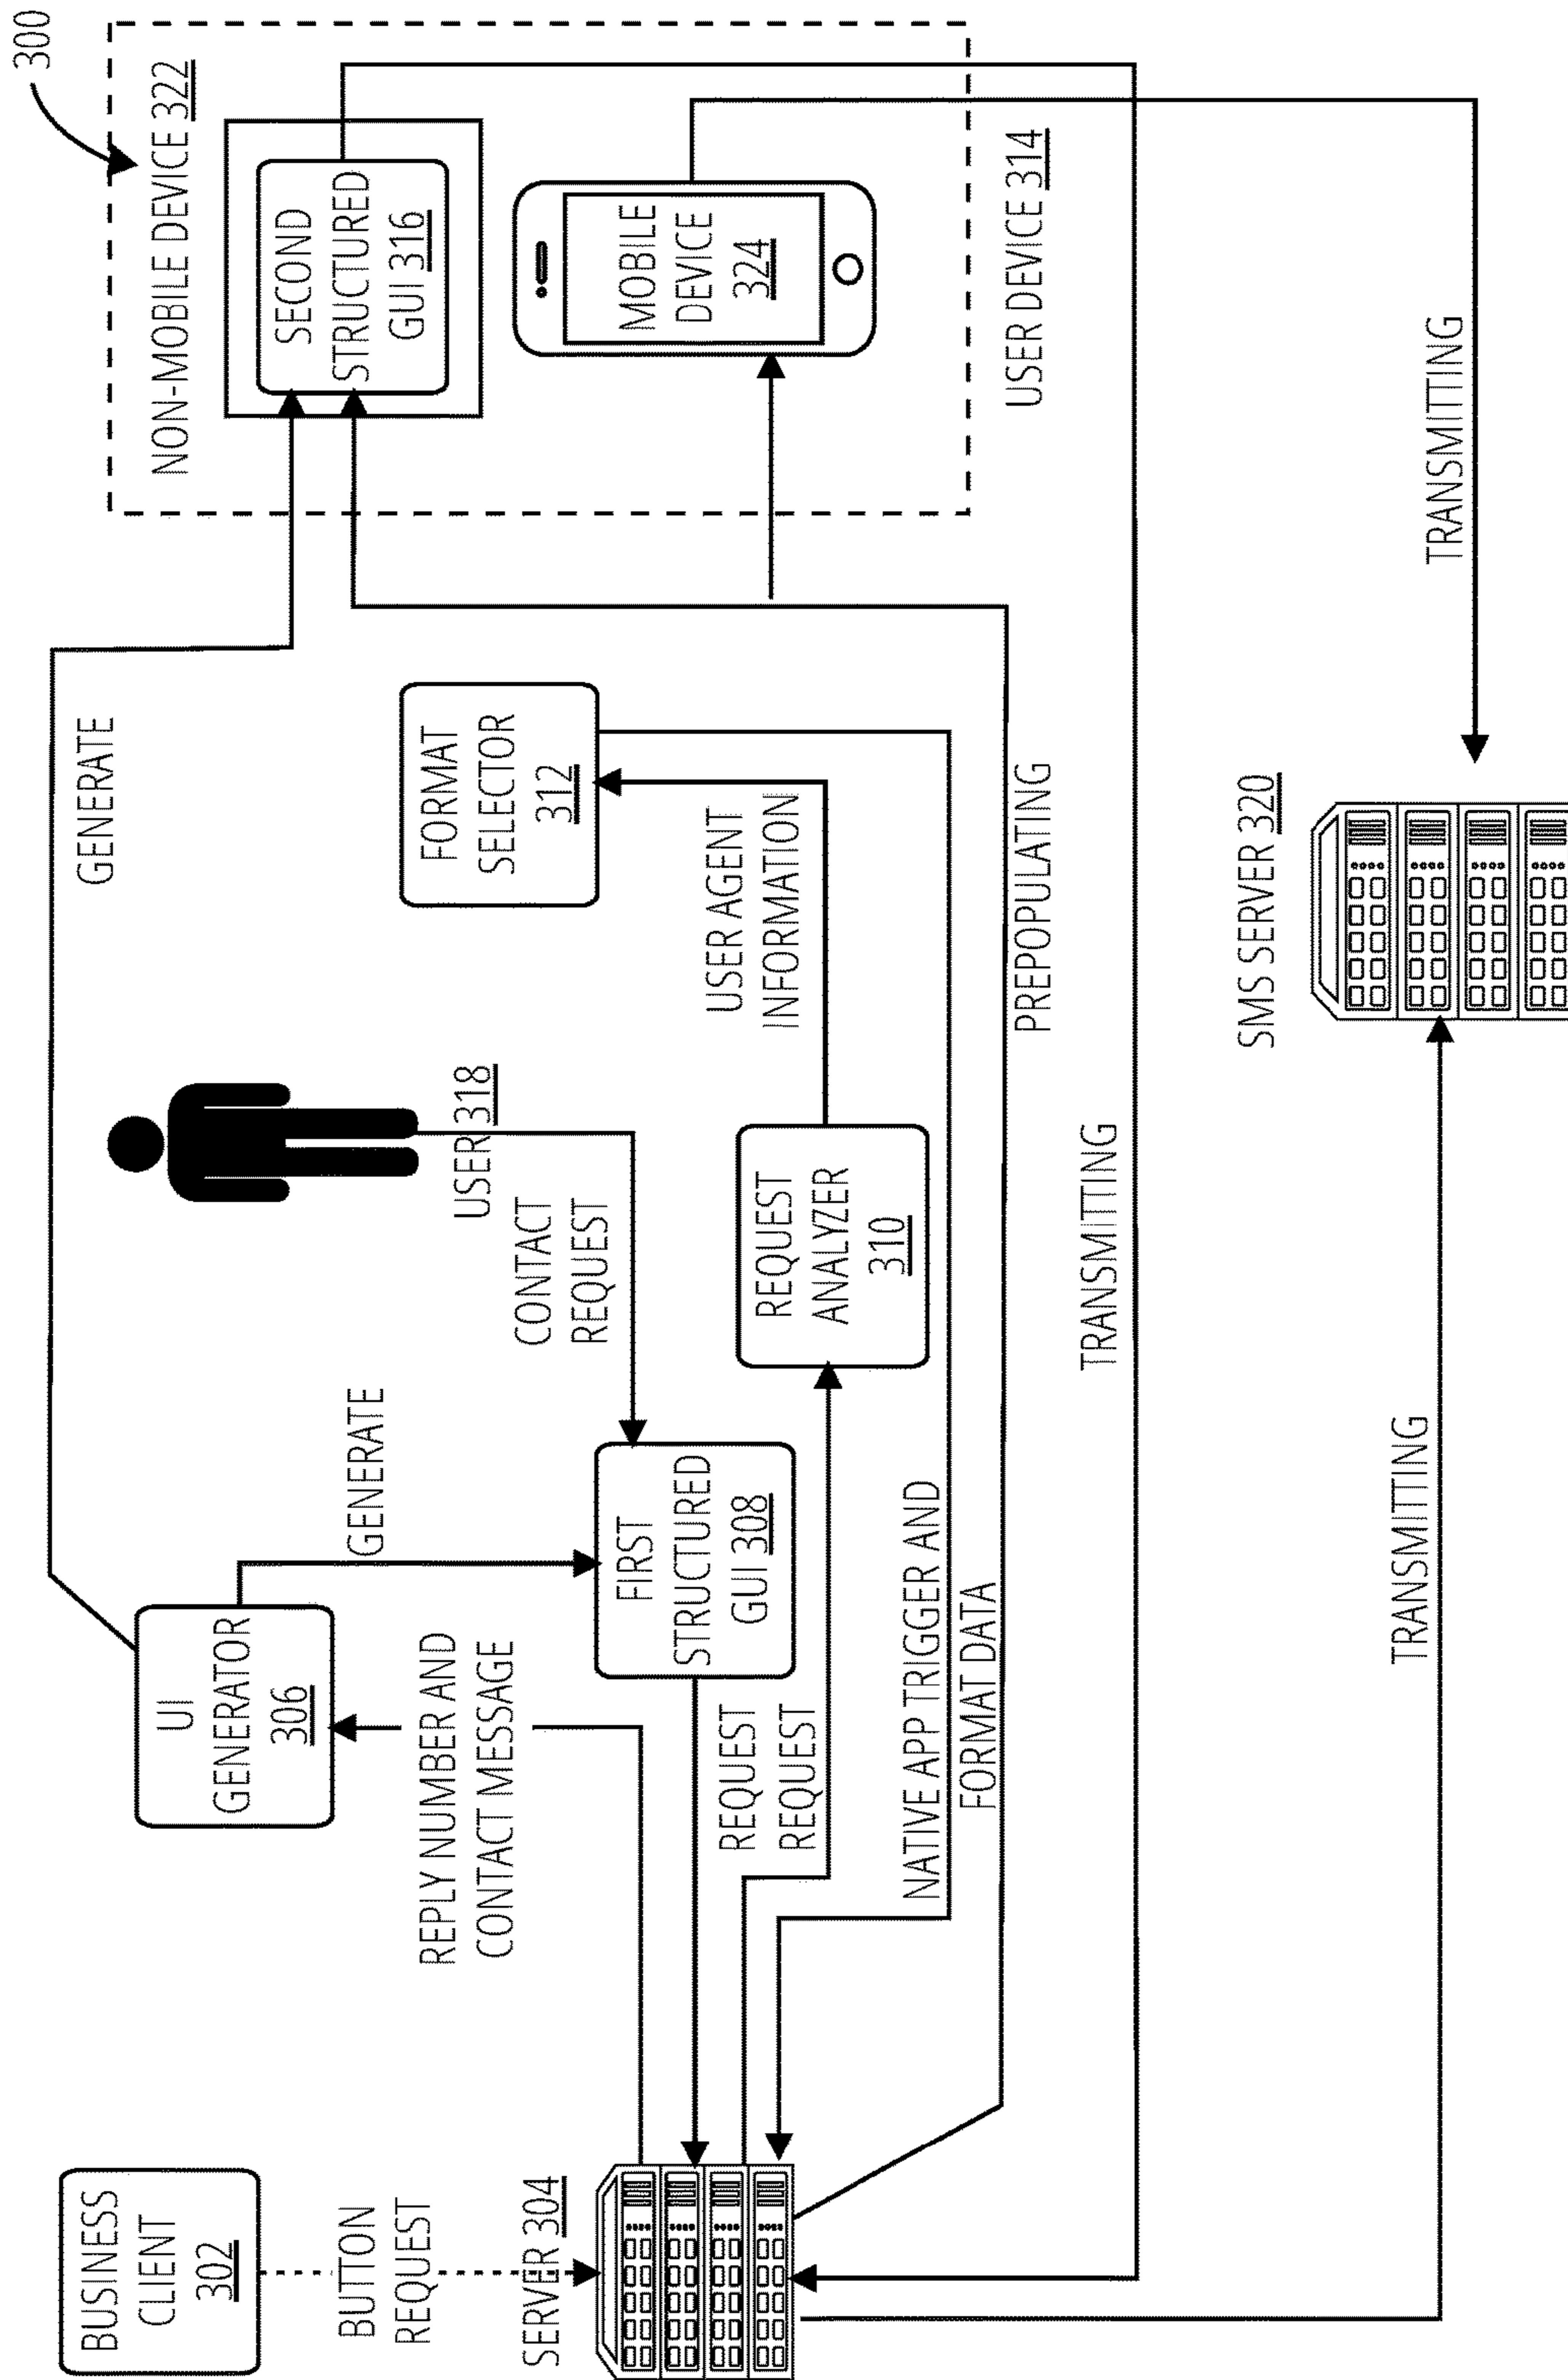 300
BUSINESS
CLIENT
302
BUTTON
REQUEST
SERVER 304
UI
GENERATOR
306
REPLY NUMBER AND
CONTACT MESSAGE
GENERATE
GENERATE
FIRST
STRUCTURED
GUI 308
REQUEST
REQUEST
USER 318
CONTACT
REQUEST
REQUEST
ANALYZER
310
USER AGENT
INFORMATION
FORMAT
SELECTOR
312
NATIVE APP TRIGGER AND
FORMAT DATA
PREPOPULATING
TRANSMITTING
NON-MOBILE DEVICE 322
SECOND
STRUCTURED
GUI 316
MOBILE
DEVICE
324
USER DEVICE 314
TRANSMITTING
SMS SERVER 320
TRANSMITTING